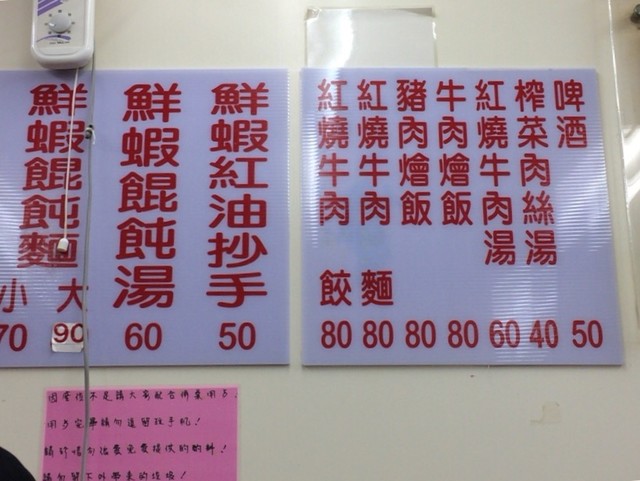 鮮蝦餛飩麵
小 大
70 90
鮮蝦餛飩湯
60
鮮蝦紅油抄手
50
紅燒牛肉餃
80
紅燒牛肉麵
80
豬肉燴飯
80
牛肉燴飯
80
紅燒牛肉湯
60
榨菜肉絲湯
40
啤酒
50